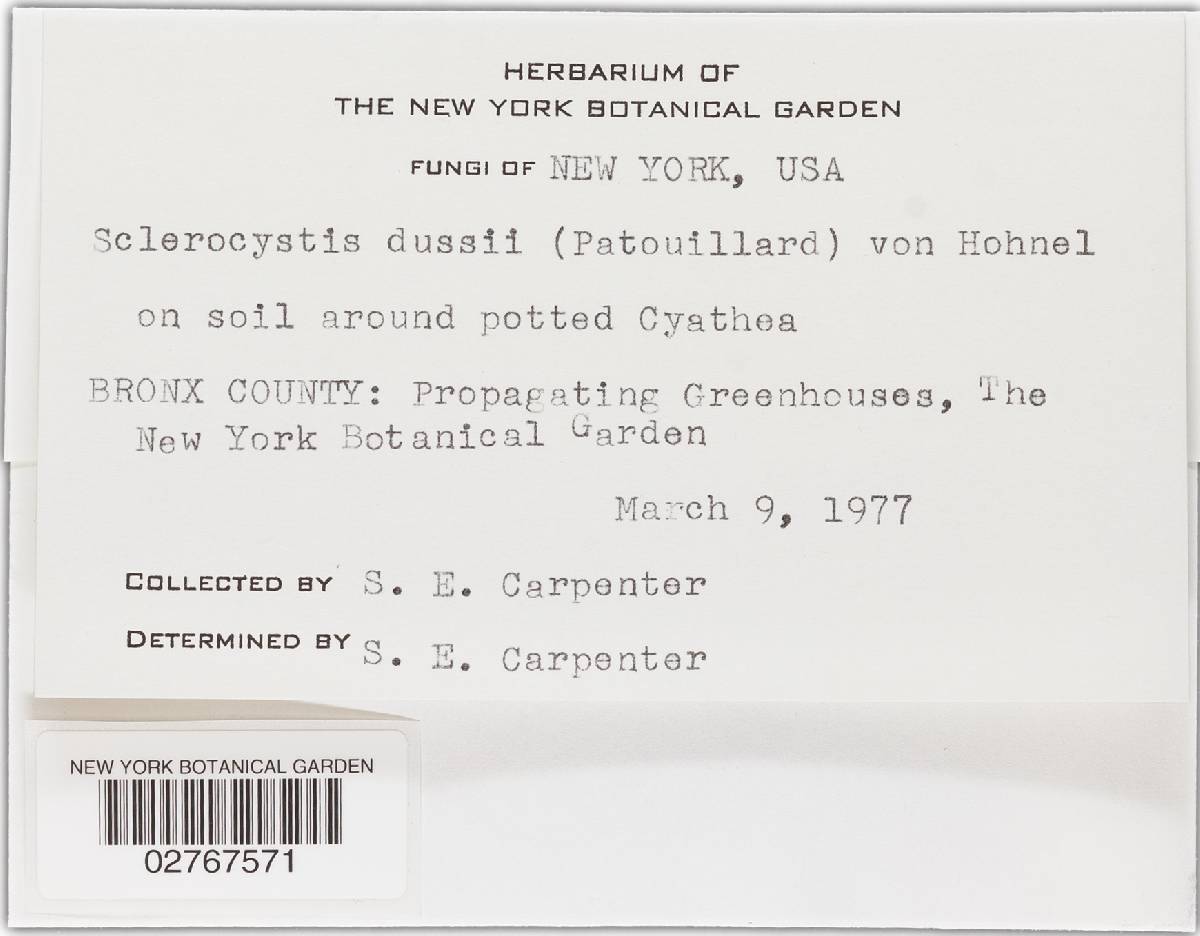 HERBARIUM OF
THE NEW YORK BOTANICAL GARDEN
FUNGI OF NEW YORK, USA
Sclerocystis dussii (Patouillard) von Hohnel
on soil around potted Cyathea
BRONX COUNTY: Propagating Greenhouses, The
New York Botanical Garden
March 9, 1977
COLLECTED BY S. E. Carpenter
DETERMINED BY S. E. Carpenter
NEW YORK BOTANICAL GARDEN
02767571